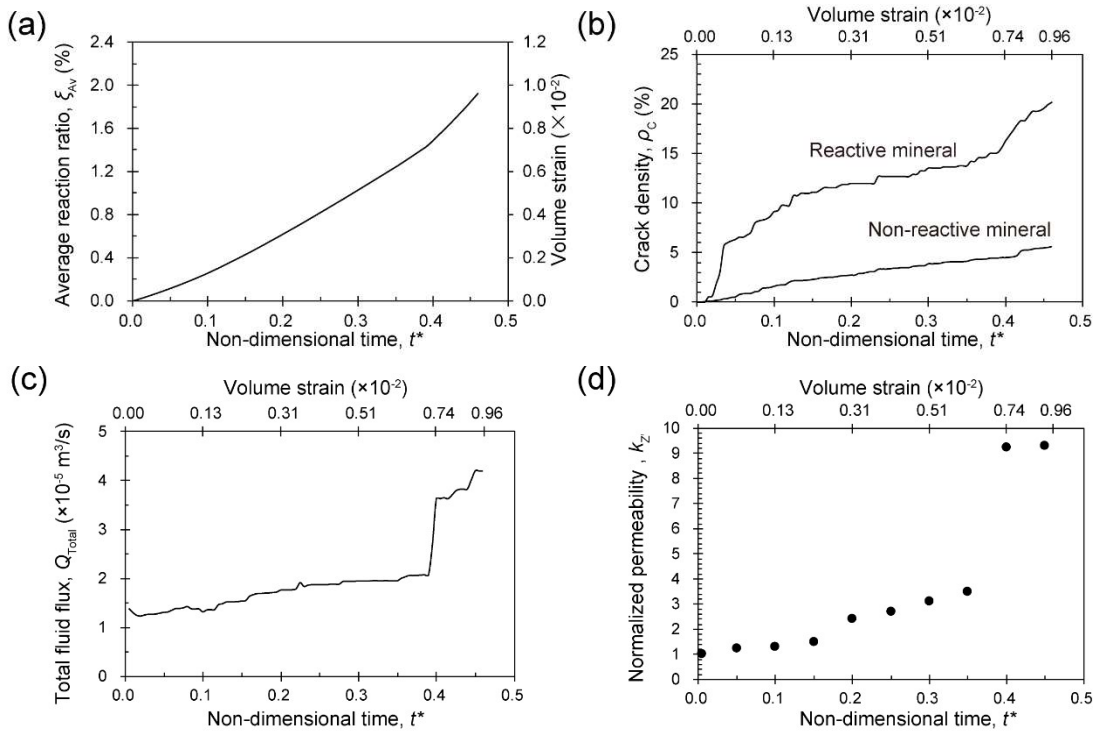 (a)
2.4
2.0
1.6
1.2
0.8
0.4
0.0
Average reaction ratio, ξAv (%)
1.2
1.0
0.8
0.6
0.4
0.2
0.0
Volume strain (×10-2)
0.0 0.1 0.2 0.3 0.4 0.5
Non-dimensional time, t*
(b)
Volume strain (×10-2)
0.00 0.13 0.31 0.51 0.74 0.96
25
20
15
10
5
0
Crack density, ρC (%)
Reactive mineral
Non-reactive mineral
0.0 0.1 0.2 0.3 0.4 0.5
Non-dimensional time, t*
(c)
Volume strain (×10-2)
0.00 0.13 0.31 0.51 0.74 0.96
5
4
3
2
1
0
Total fluid flux, QTotal (×10-5 m3/s)
0.0 0.1 0.2 0.3 0.4 0.5
Non-dimensional time, t*
(d)
Volume strain (×10-2)
0.00 0.13 0.31 0.51 0.74 0.96
10
9
8
7
6
5
4
3
2
1
0
Normalized permeability , kZ'
0.0 0.1 0.2 0.3 0.4 0.5
Non-dimensional time, t*